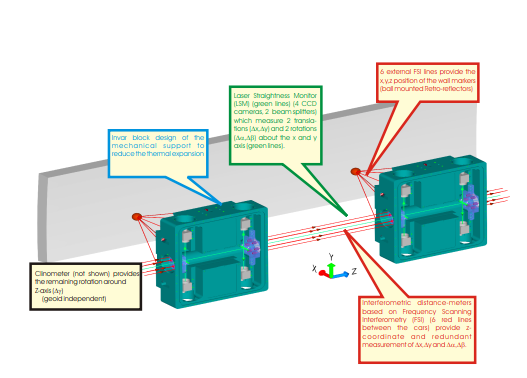 6 external FSI lines provide the
x,y,z position of the wall markers
(ball mounted Retro-reflectors)
Laser Straightness Monitor
(LSM) (green lines) (4 CCD
cameras, 2 beam splitters)
which measure 2 transla-
tions (Δx,Δy) and 2 rotations
(Δα,Δβ) about the x and y
axis (green lines).
Invar block design of the
mechanical support to
reduce the thermal expansion
Clinometer (not shown) provides
the remaining rotation around
Z-axis (Δγ)
(geoid independent)
X
Y
Z
Interferometric distance-meters
based on Frequency Scanning
Interferometry (FSI) (6 red lines
between the cars) provide z-
coordinate and redundant
measurement of Δx,Δy and Δα,Δβ.